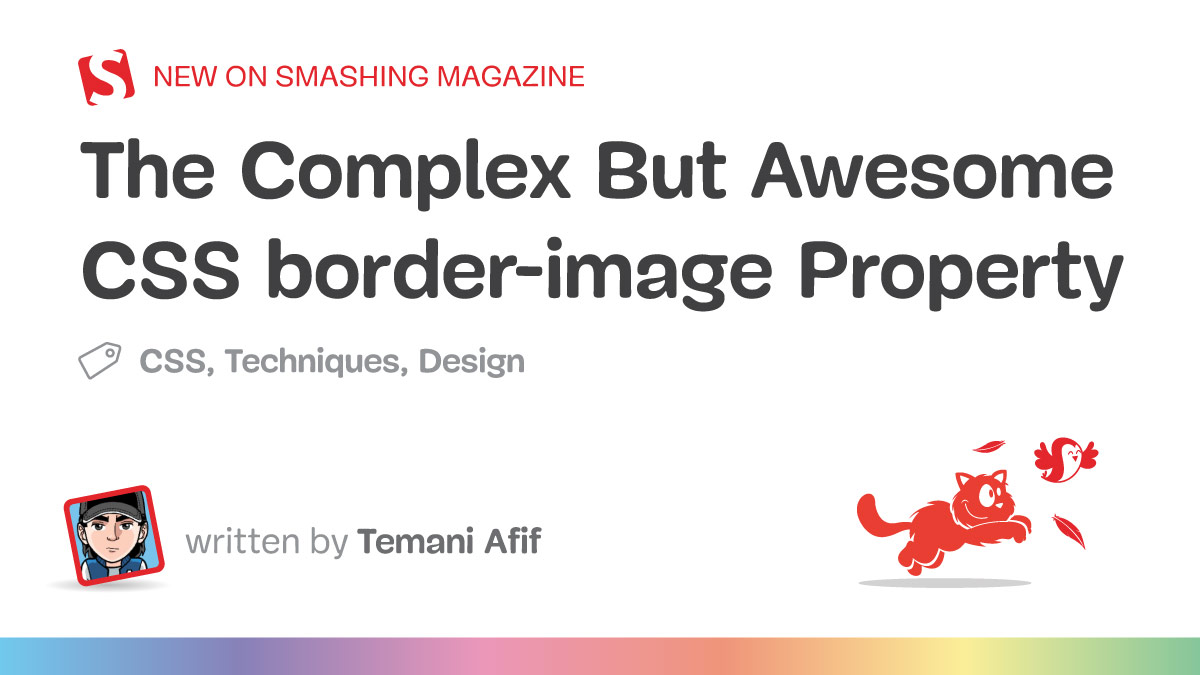 NEW ON SMASHING MAGAZINE
The Complex But Awesome
CSS border-image Property
CSS, Techniques, Design
written by Temani Afif